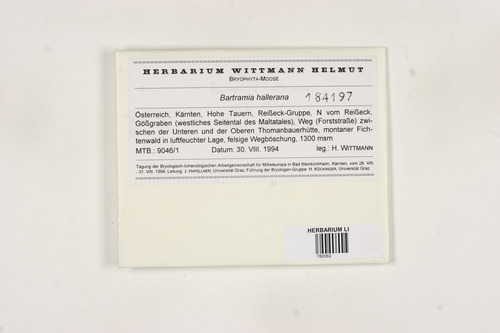 HERBARIUM WITTMANN HELMUT
BRYOPHYTA-MOOSE
Bartramia hallerana 184197
Österreich, Kärnten, Hohe Tauern, Reißeck-Gruppe, N vom Reißeck,
Gößgraben (westliches Seitental des Maltatales), Weg (Forststraße) zwi-
schen der Unteren und der Oberen Thomanbauerhütte, montaner Fich-
tenwald in luftfeuchter Lage, felsige Wegböschung, 1300 msm
MTB.: 9046/1 Datum: 30. VIII. 1994 leg.: H. WITTMANN
Tagung der Bryologisch-lichenologischen Arbeitsgemeinschaft für Mitteleuropa in Bad Kleinkirchheim, Kärnten, vom 26. VIII
- 31. VIII. 1994; Leitung: J. HAFELLNER, Universität Graz; Führung der Bryologen-Gruppe: H. KÖCKINGER, Universität Graz
HERBARIUM LI
780063